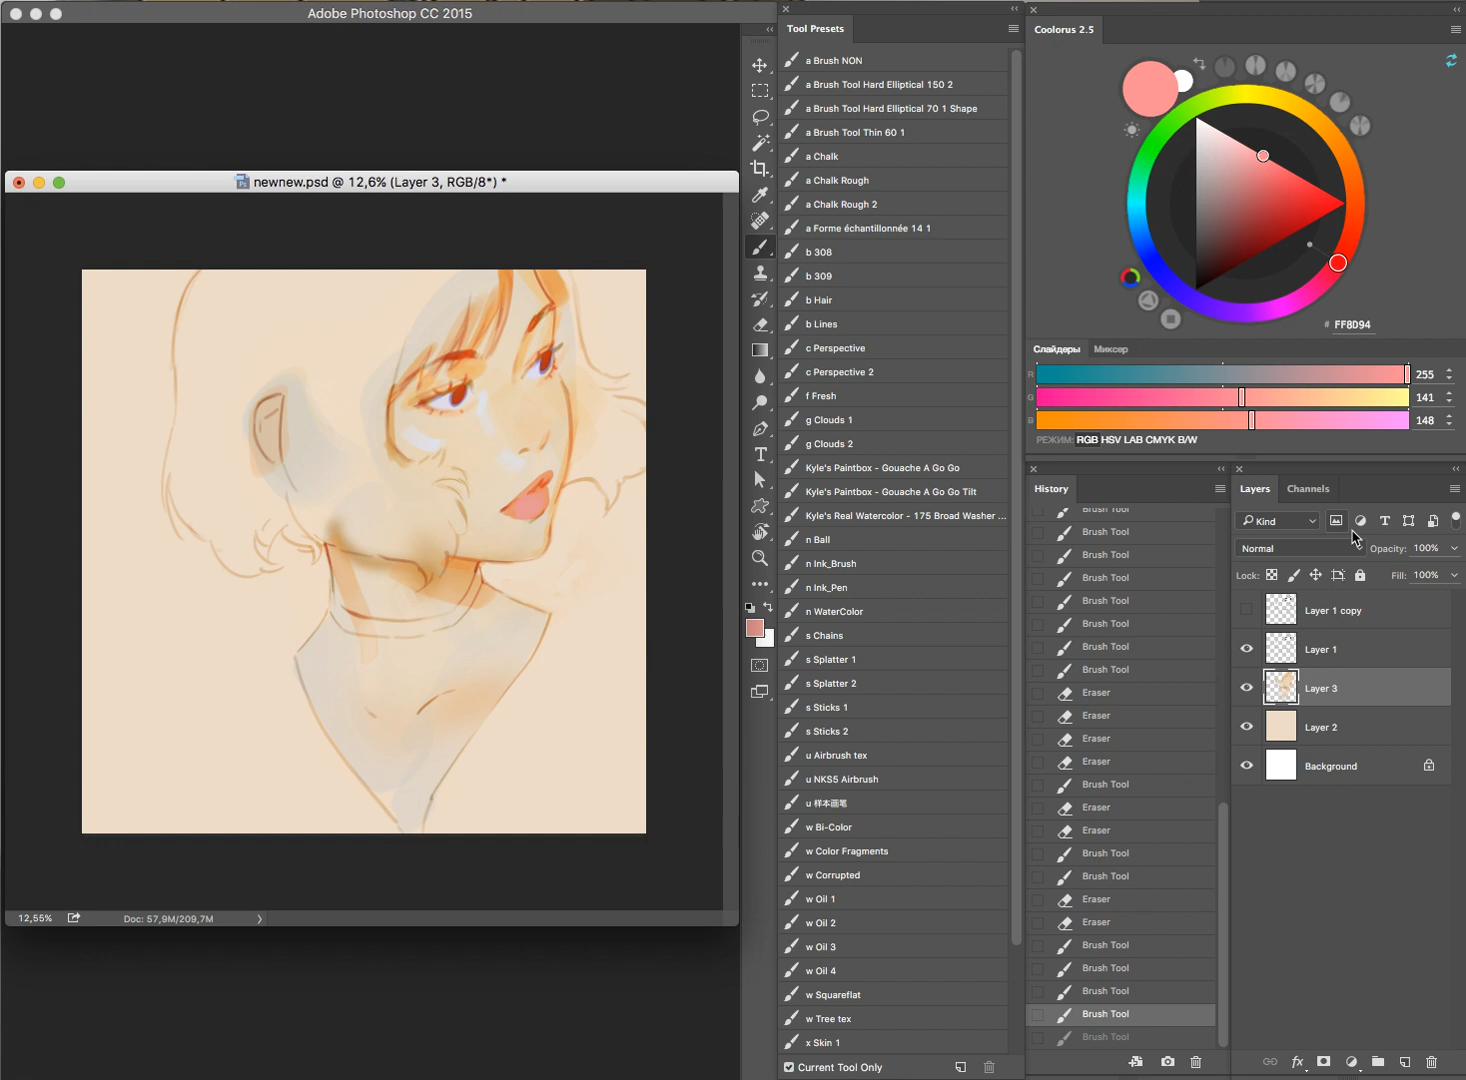 Adobe Photoshop CC 2015
newnew.psd @ 12,6% (Layer 3, RGB/8*) *
12,55%
Doc: 57,9M/209,7M
Tool Presets
a Brush NON
a Brush Tool Hard Elliptical 150 2
a Brush Tool Hard Elliptical 70 1 Shape
a Brush Tool Thin 60 1
a Chalk
a Chalk Rough
a Chalk Rough 2
a Forme échantillonnée 14 1
b 308
b 309
b Hair
b Lines
c Perspective
c Perspective 2
f Fresh
g Clouds 1
g Clouds 2
Kyle's Paintbox - Gouache A Go Go
Kyle's Paintbox - Gouache A Go Go Tilt
Kyle's Real Watercolor - 175 Broad Washer ...
n Ball
n Ink_Brush
n Ink_Pen
n WaterColor
s Chains
s Splatter 1
s Splatter 2
s Sticks 1
s Sticks 2
u Airbrush tex
u NKS5 Airbrush
u 样本画笔
w Bi-Color
w Color Fragments
w Corrupted
w Oil 1
w Oil 2
w Oil 3
w Oil 4
w Squareflat
w Tree tex
x Skin 1
Current Tool Only
Coolorus 2.5
# FF8D94
Слайдеры Миксер
R 255
G 141
B 148
РЕЖИМ: RGB HSV LAB CMYK B/W
History
Brush Tool
Brush Tool
Brush Tool
Brush Tool
Brush Tool
Brush Tool
Brush Tool
Brush Tool
Eraser
Eraser
Eraser
Eraser
Brush Tool
Eraser
Eraser
Brush Tool
Brush Tool
Eraser
Eraser
Brush Tool
Brush Tool
Brush Tool
Brush Tool
Brush Tool
Layers Channels
Kind
Normal Opacity: 100%
Lock: Fill: 100%
Layer 1 copy
Layer 1
Layer 3
Layer 2
Background